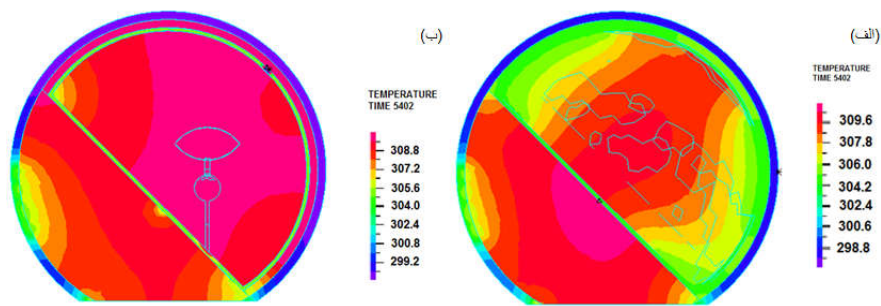 (ب)
TEMPERATURE
TIME 5402
308.8
307.2
305.6
304.0
302.4
300.8
299.2
(الف)
TEMPERATURE
TIME 5402
309.6
307.8
306.0
304.2
302.4
300.6
298.8